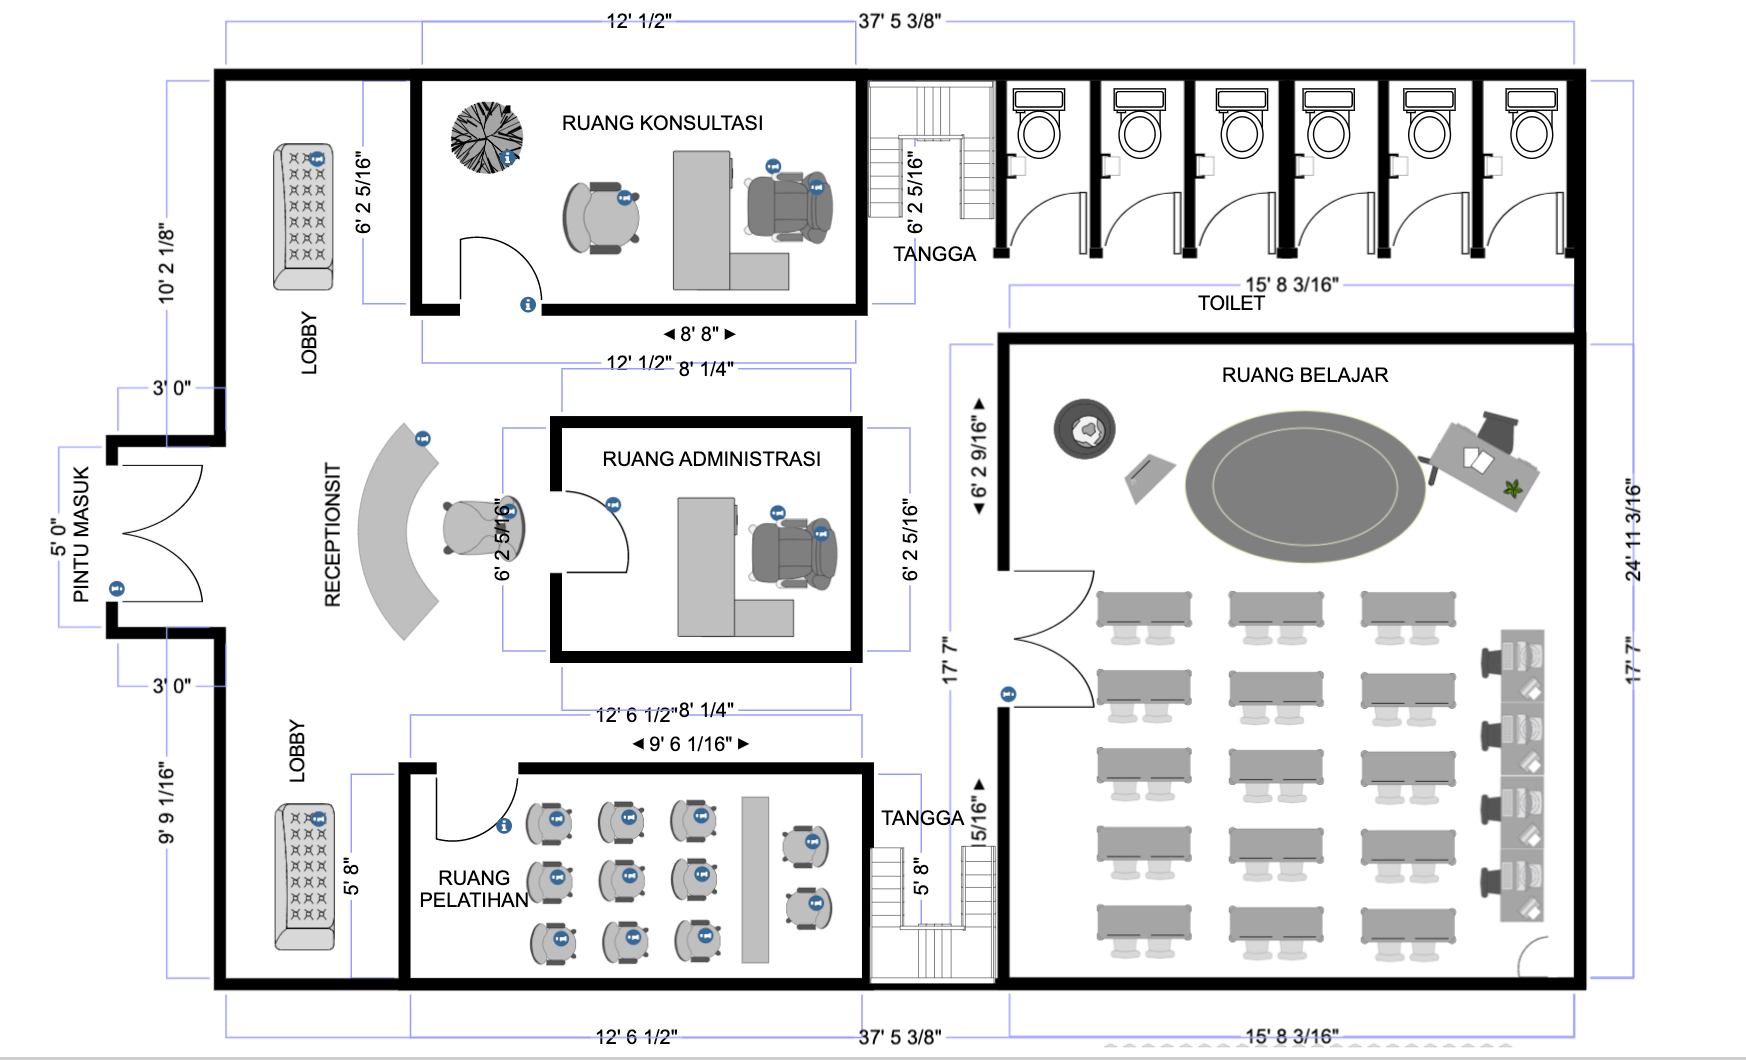 12' 1/2"
37' 5 3/8"
RUANG KONSULTASI
6' 2 5/16"
6' 2 5/16"
10' 2 1/8"
TANGGA
15' 8 3/16"
TOILET
LOBBY
8' 8"
12' 1/2"
8' 1/4"
3' 0"
RUANG BELAJAR
6' 2 9/16"
RUANG ADMINISTRASI
PINTU MASUK
5' 0"
RECEPTIONSIT
6' 2 5/16"
6' 2 5/16"
24' 11 3/16"
17' 7"
17' 7"
3' 0"
12' 6 1/2"
8' 1/4"
9' 6 1/16"
LOBBY
9' 9 1/16"
TANGGA
5/16"
5' 8"
RUANG
PELATIHAN
5' 8"
12' 6 1/2"
37' 5 3/8"
15' 8 3/16"